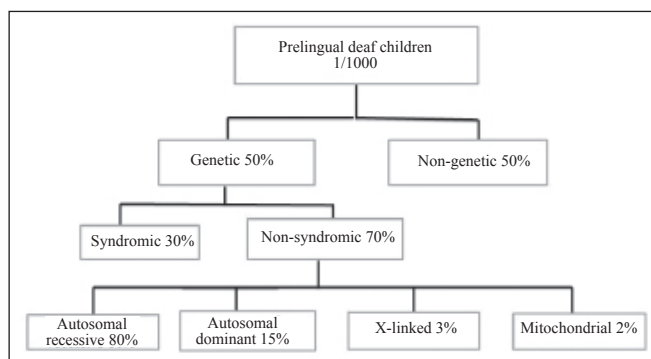 Prelingual deaf children
1/1000
Genetic 50%
Non-genetic 50%
Syndromic 30%
Non-syndromic 70%
Autosomal
recessive 80%
Autosomal
dominant 15%
X-linked 3%
Mitochondrial 2%